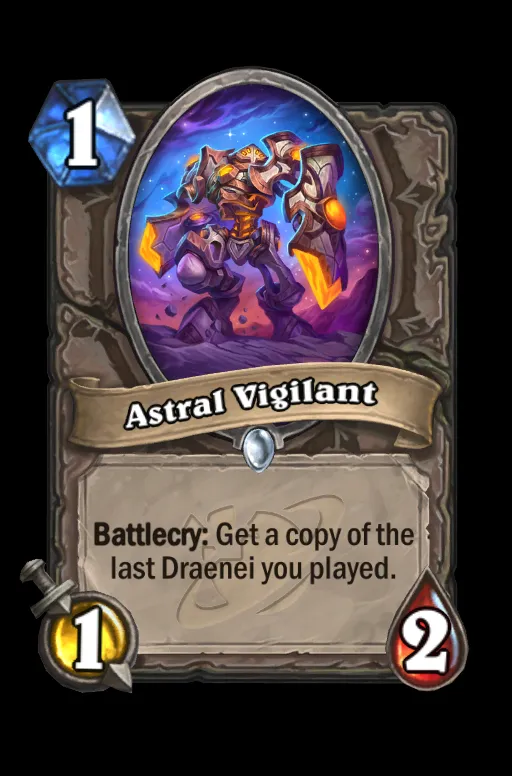 1
Astral Vigilant
Battlecry: Get a copy of the
last Draenei you played.
1
2